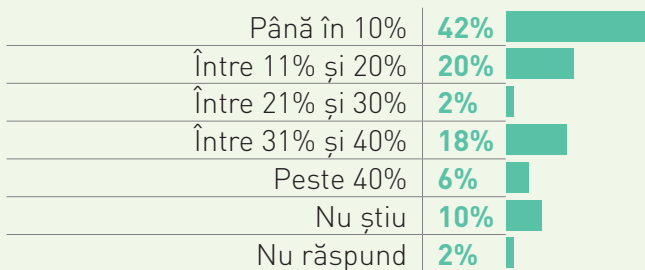 Până în 10% 42%
Între 11% și 20% 20%
Între 21% și 30% 2%
Între 31% și 40% 18%
Peste 40% 6%
Nu știu 10%
Nu răspund 2%